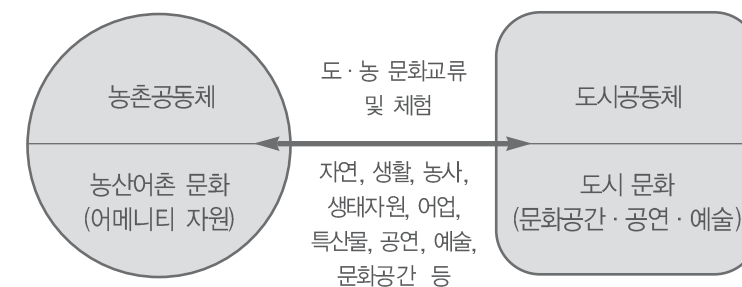 농촌공동체
농산어촌 문화
(어메니티 자원)
도 · 농 문화교류
및 체험
자연, 생활, 농사,
생태자원, 어업,
특산물, 공연, 예술,
문화공간 등
도시공동체
도시 문화
(문화공간 · 공연 · 예술)